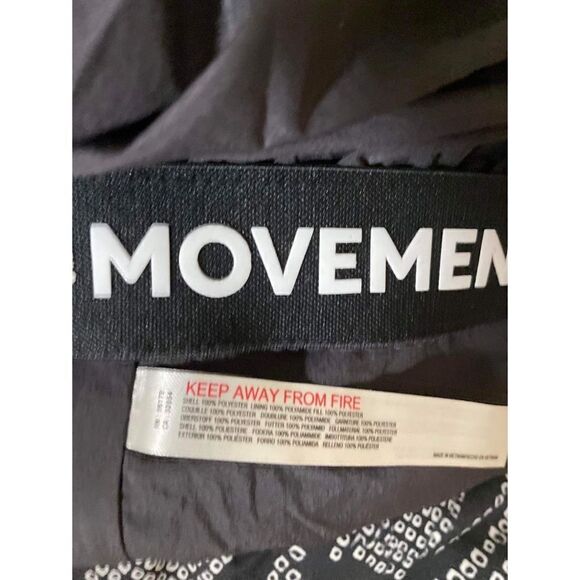 MOVEMEN
KEEP AWAY FROM FIRE
SHELL 100% POLYESTER LINING 100% POLYAMIDE FILL 100% POLYESTER
COQUILLE 100% POLYESTER DOUBLURE 100% POLYAMIDE GARNITURE 100% POLYESTER
OBERSTOFF 100% POLYESTER FUTTER 100% POLYAMID FÜLLMATERIAL 100% POLYESTER
SHELL 100% POLIESTERE FODERA 100% POLIAMMIDE IMBOTTITURA 100% POLIESTERE
EXTERIOR 100% POLIÉSTER FORRO 100% POLIAMIDA RELLENO 100% POLIÉSTER